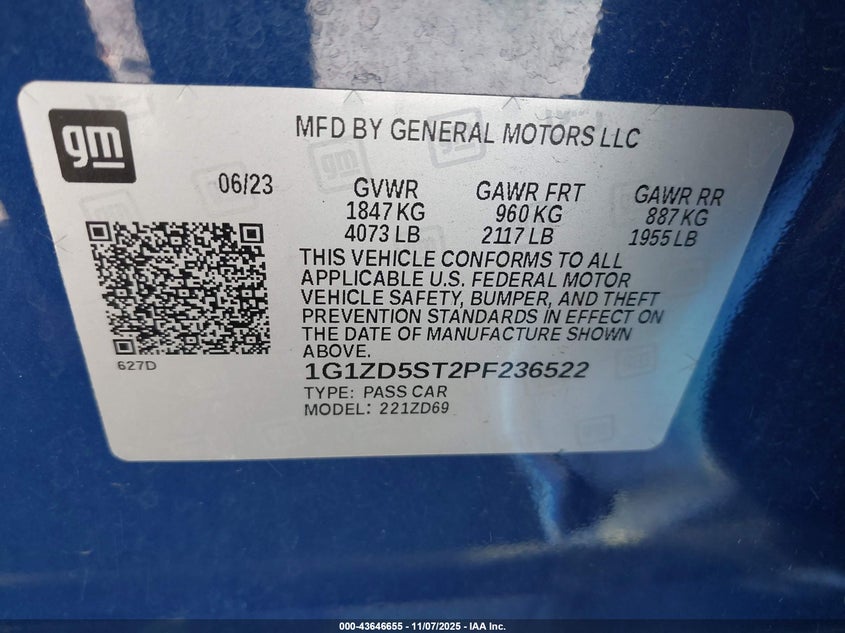 gm
MFD BY GENERAL MOTORS LLC
06/23
GVWR
1847 KG
4073 LB
GAWR FRT
960 KG
2117 LB
GAWR RR
887 KG
1955 LB
THIS VEHICLE CONFORMS TO ALL
APPLICABLE U.S. FEDERAL MOTOR
VEHICLE SAFETY, BUMPER, AND THEFT
PREVENTION STANDARDS IN EFFECT ON
THE DATE OF MANUFACTURE SHOWN
ABOVE.
627D
1G1ZD5ST2PF236522
TYPE: PASS CAR
MODEL: 221ZD69
000-43646655 - 11/07/2025 - IAA Inc.